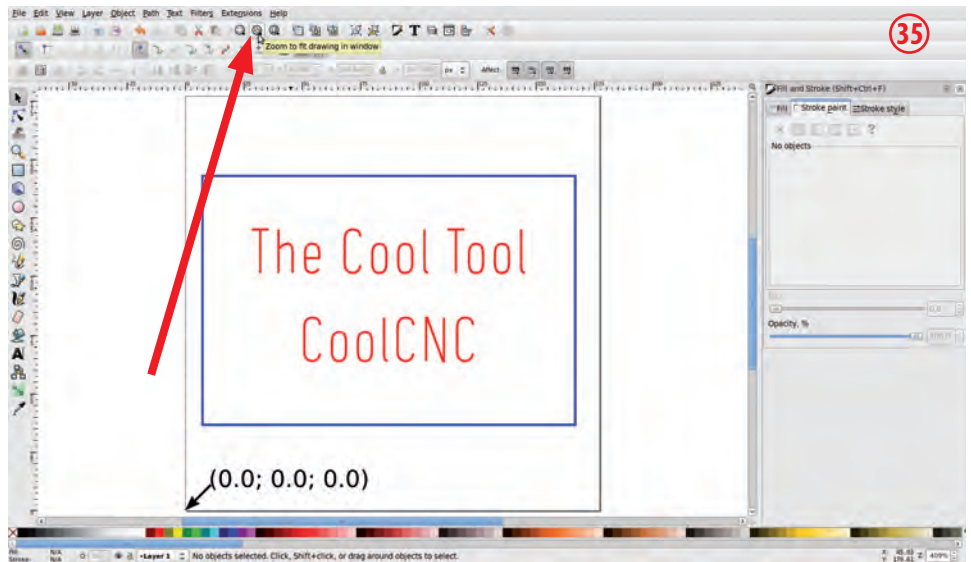 File Edit View Layer Object Path Text Filters Extensions Help
35
Zoom to fit drawing in window
px Affect:
Fill and Stroke (Shift+Ctrl+F)
Fill Stroke paint Stroke style
?
No objects
The Cool Tool
CoolCNC
Opacity, %
(0.0; 0.0; 0.0)
N/A
Stroke: N/A
Layer 1 No objects selected. Click, Shift+click, or drag around objects to select.
X:
Y:
Z: 409%